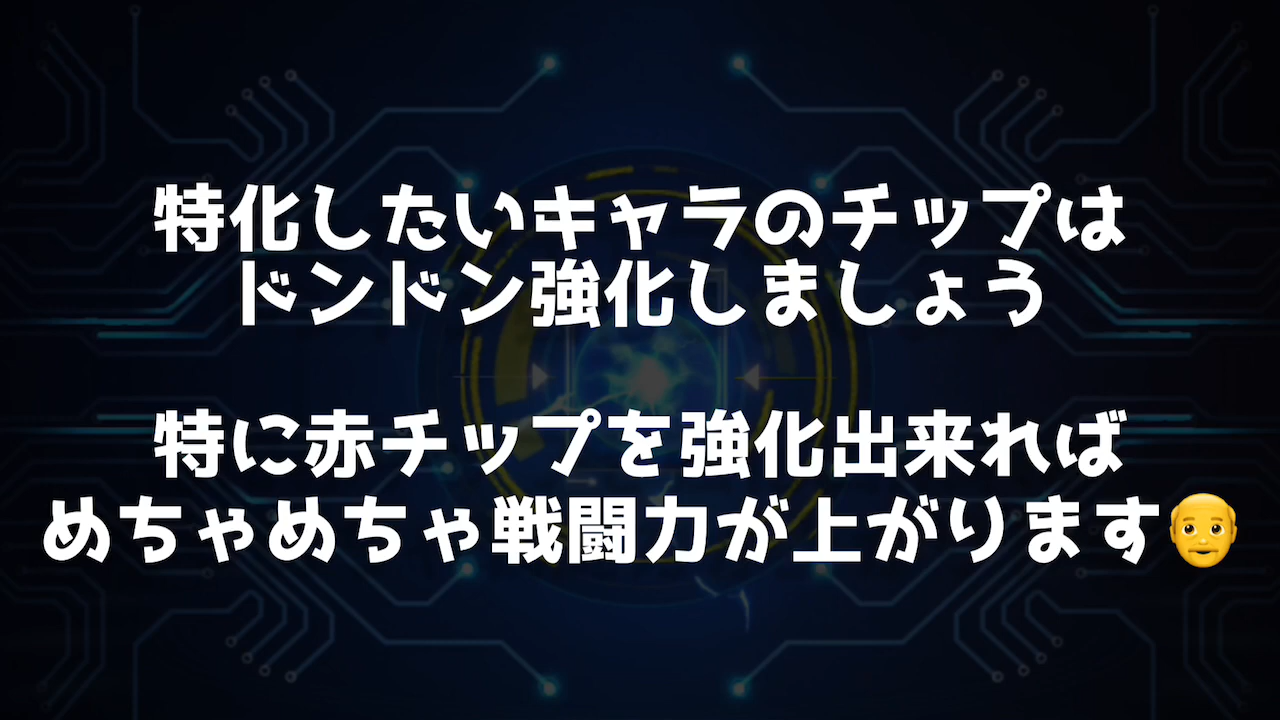 特化したいキャラのチップは
ドンドン強化しましょう
特に赤チップを強化出来れば
めちゃめちゃ戦闘力が上がります👴